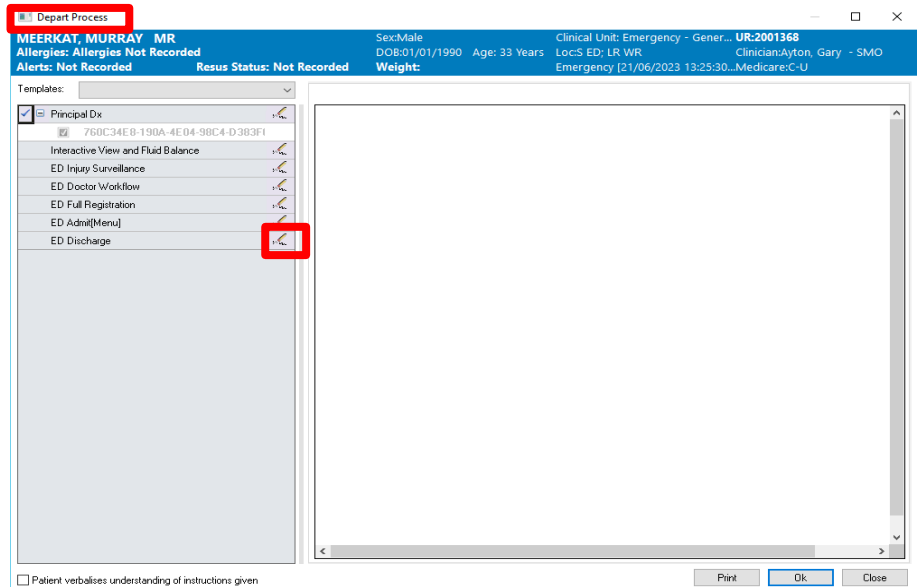 Depart Process
MEERKAT, MURRAY MR Sex:Male Clinical Unit: Emergency - Gener... UR:2001368
Allergies: Allergies Not Recorded DOB:01/01/1990 Age: 33 Years Loc:S ED; LR WR Clinician:Ayton, Gary - SMO
Alerts: Not Recorded Resus Status: Not Recorded Weight: Emergency [21/06/2023 13:25:30...Medicare:C-U
Templates:
Principal Dx
760C34E8-190A-4E04-98C4-D383F
Interactive View and Fluid Balance
ED Injury Surveillance
ED Doctor Workflow
ED Full Registration
ED Admit[Menu]
ED Discharge
Patient verbalises understanding of instructions given
Print Ok Close